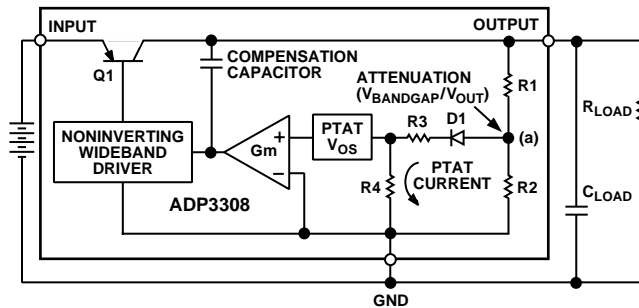 INPUT
OUTPUT
Q1
COMPENSATION
CAPACITOR
ATTENUATION
(VBANDGAP/VOUT)
R1
RLOAD
D1
R3
(a)
PTAT
VOS
NONINVERTING
WIDEBAND
DRIVER
Gm
+
−
R4
PTAT
CURRENT
R2
CLOAD
ADP3308
GND